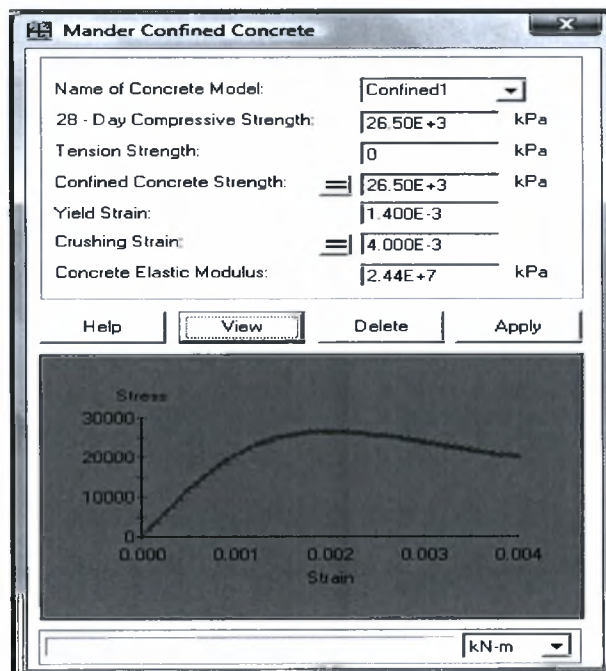 Mander Confined Concrete
Name of Concrete Model: Confined1
28 - Day Compressive Strength: 26.50E+3 kPa
Tension Strength: 0 kPa
Confined Concrete Strength: 26.50E+3 kPa
Yield Strain: 1.400E-3
Crushing Strain: 4.000E-3
Concrete Elastic Modulus: 2.44E+7 kPa
Help View Delete Apply
Stress
30000
20000
10000
0
0.000 0.001 0.002 0.003 0.004
Strain
kN-m